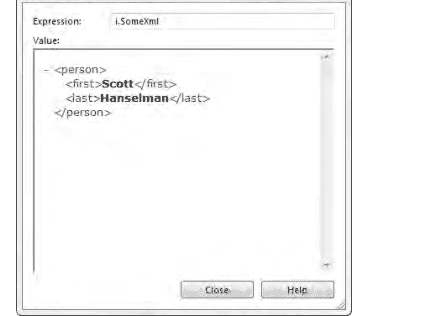 Expression: i.SomeXml
Value:
- <person>
<first>Scott</first>
<last>Hanselman</last>
</person>
Close Help